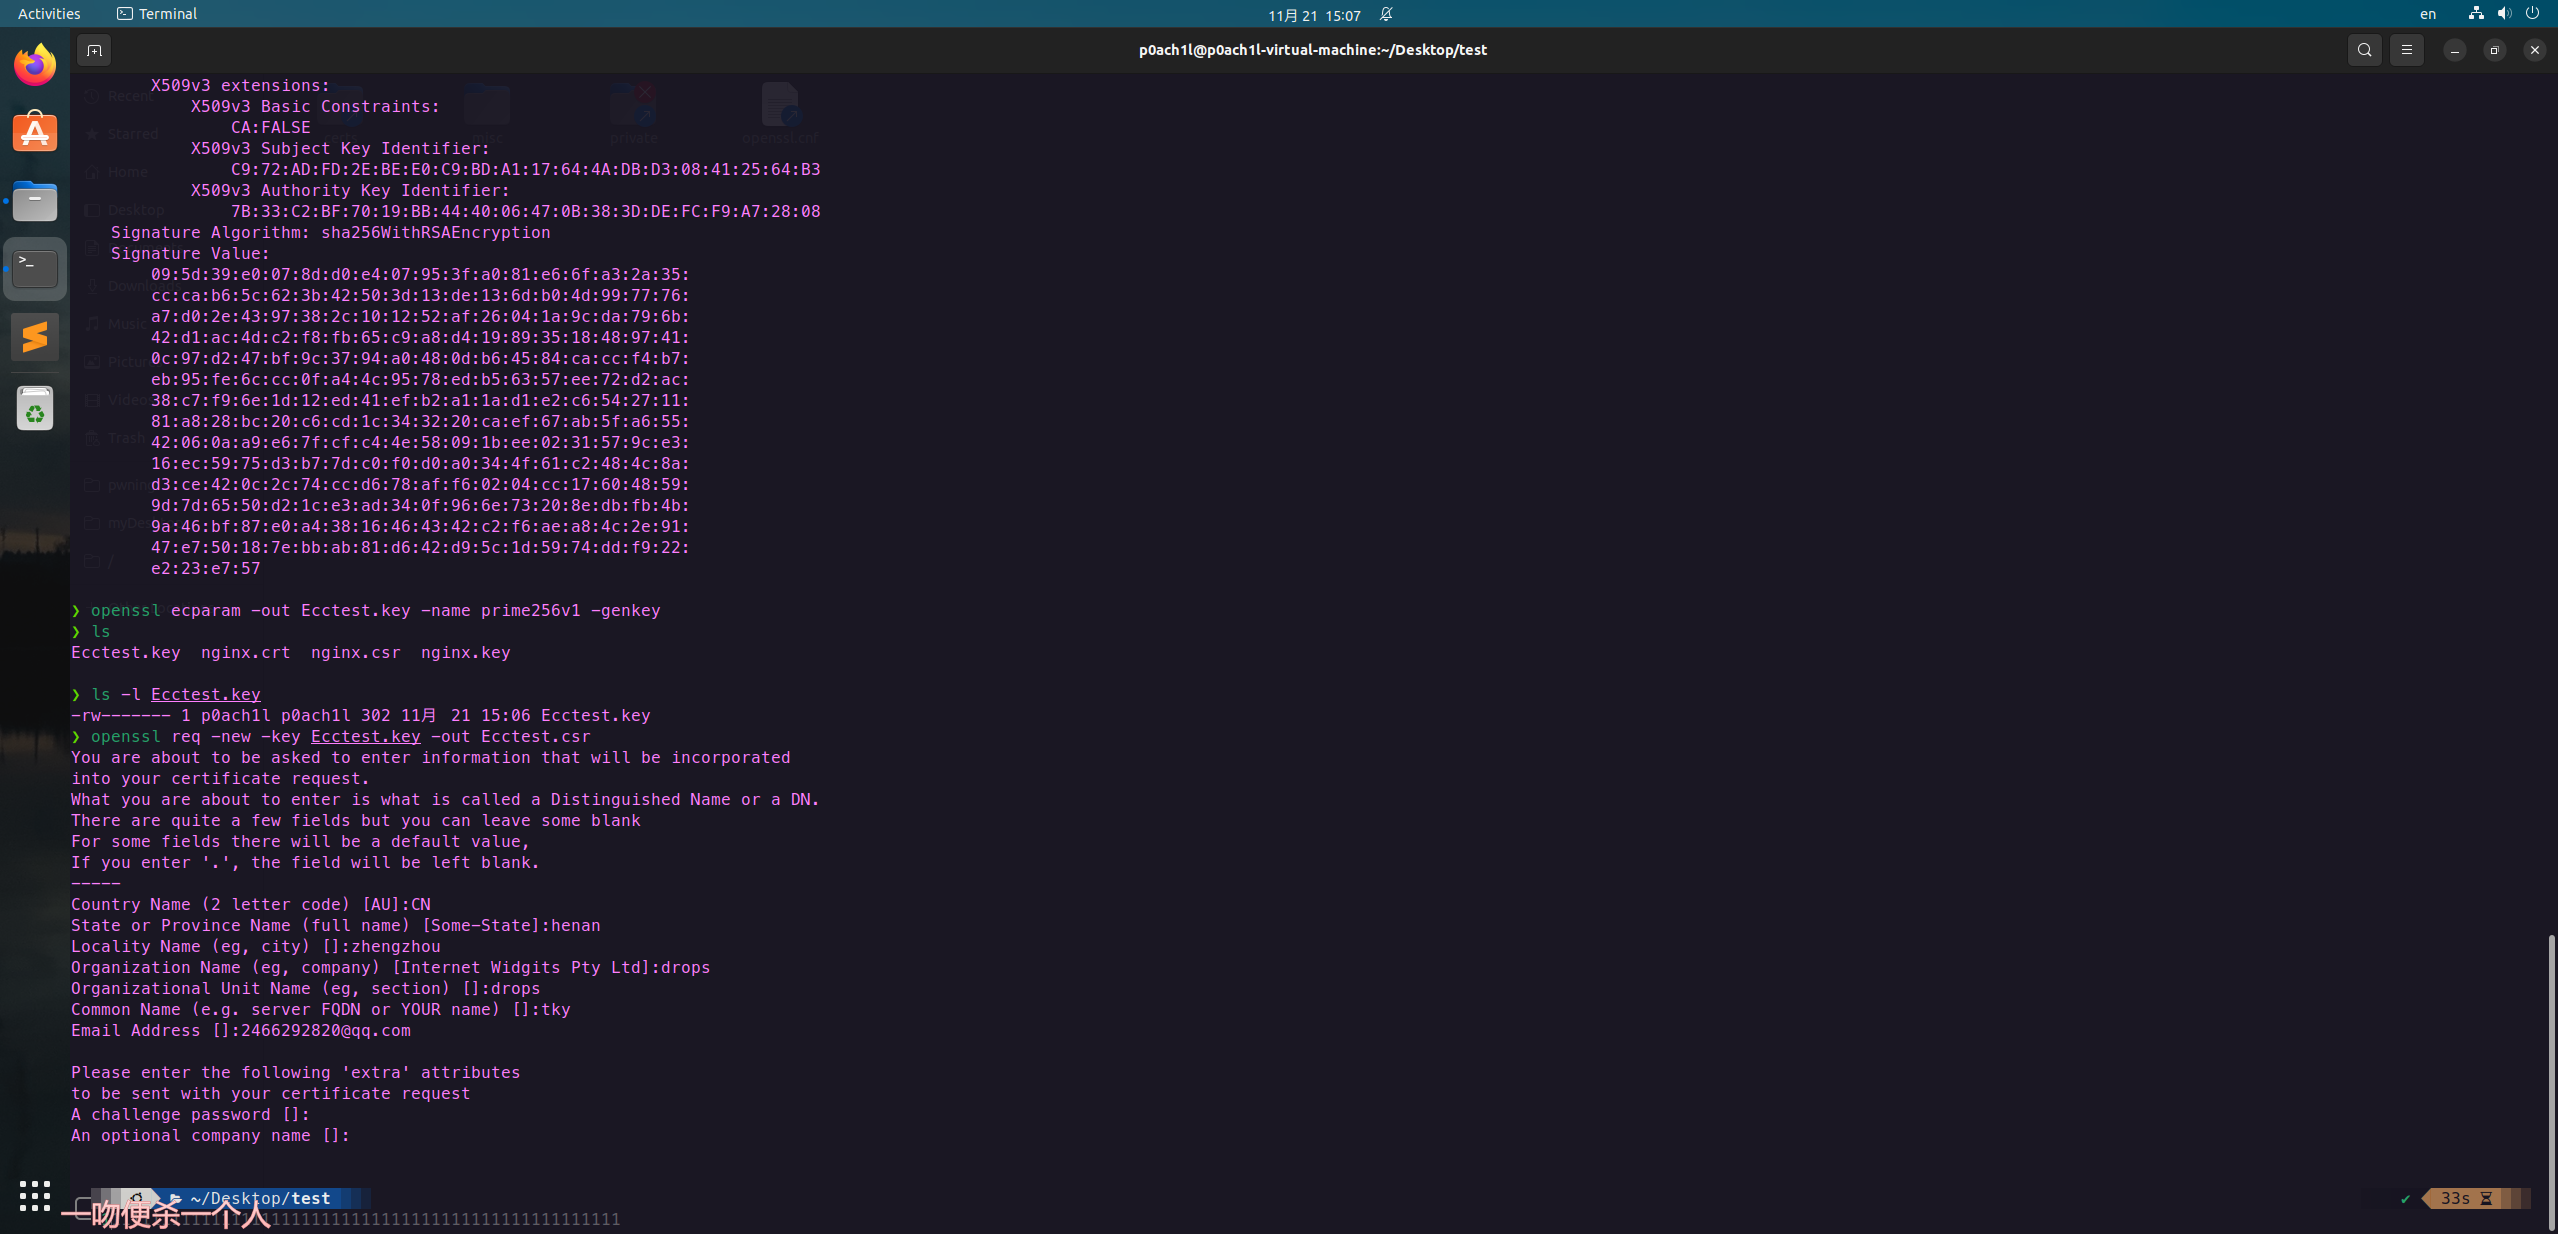 Activities Terminal 11月 21 15:07 en
p0ach1l@p0ach1l-virtual-machine:~/Desktop/test
X509v3 extensions:
X509v3 Basic Constraints:
CA:FALSE
X509v3 Subject Key Identifier:
C9:72:AD:FD:2E:BE:E0:C9:BD:A1:17:64:4A:DB:D3:08:41:25:64:B3
X509v3 Authority Key Identifier:
7B:33:C2:BF:70:19:BB:44:40:06:47:0B:38:3D:DE:FC:F9:A7:28:08
Signature Algorithm: sha256WithRSAEncryption
Signature Value:
09:5d:39:e0:07:8d:d0:e4:07:95:3f:a0:81:e6:6f:a3:2a:35:
cc:ca:b6:5c:62:3b:42:50:3d:13:de:13:6d:b0:4d:99:77:76:
a7:d0:2e:43:97:38:2c:10:12:52:af:26:04:1a:9c:da:79:6b:
42:d1:ac:4d:c2:f8:fb:65:c9:a8:d4:19:89:35:18:48:97:41:
0c:97:d2:47:bf:9c:37:94:a0:48:0d:b6:45:84:ca:cc:f4:b7:
eb:95:fe:6c:cc:0f:a4:4c:95:78:ed:b5:63:57:ee:72:d2:ac:
38:c7:f9:6e:1d:12:ed:41:ef:b2:a1:1a:d1:e2:c6:54:27:11:
81:a8:28:bc:20:c6:cd:1c:34:32:20:ca:ef:67:ab:5f:a6:55:
42:06:0a:a9:e6:7f:cf:c4:4e:58:09:1b:ee:02:31:57:9c:e3:
16:ec:59:75:d3:b7:7d:c0:f0:d0:a0:34:4f:61:c2:48:4c:8a:
d3:ce:42:0c:2c:74:cc:d6:78:af:f6:02:04:cc:17:60:48:59:
9d:7d:65:50:d2:1c:e3:ad:34:0f:96:6e:73:20:8e:db:fb:4b:
9a:46:bf:87:e0:a4:38:16:46:43:42:c2:f6:ae:a8:4c:2e:91:
47:e7:50:18:7e:bb:ab:81:d6:42:d9:5c:1d:59:74:dd:f9:22:
e2:23:e7:57
❯ openssl ecparam -out Ecctest.key -name prime256v1 -genkey
❯ ls
Ecctest.key nginx.crt nginx.csr nginx.key
❯ ls -l Ecctest.key
-rw------- 1 p0ach1l p0ach1l 302 11月 21 15:06 Ecctest.key
❯ openssl req -new -key Ecctest.key -out Ecctest.csr
You are about to be asked to enter information that will be incorporated
into your certificate request.
What you are about to enter is what is called a Distinguished Name or a DN.
There are quite a few fields but you can leave some blank
For some fields there will be a default value,
If you enter '.', the field will be left blank.
-----
Country Name (2 letter code) [AU]:CN
State or Province Name (full name) [Some-State]:henan
Locality Name (eg, city) []:zhengzhou
Organization Name (eg, company) [Internet Widgits Pty Ltd]:drops
Organizational Unit Name (eg, section) []:drops
Common Name (e.g. server FQDN or YOUR name) []:tky
Email Address []:2466292820@qq.com
Please enter the following 'extra' attributes
to be sent with your certificate request
A challenge password []:
An optional company name []:
~/Desktop/test ✔ 33s
一吻便杀一个人